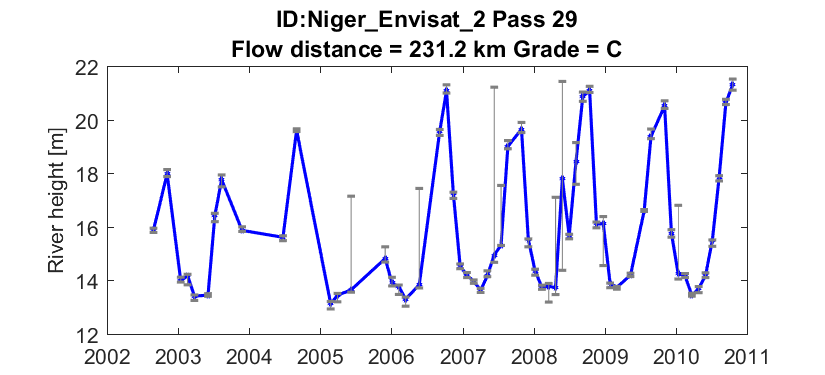 ID:Niger_Envisat_2 Pass 29
Flow distance = 231.2 km Grade = C
River height [m]
22
20
18
16
14
12
2002 2003 2004 2005 2006 2007 2008 2009 2010 2011